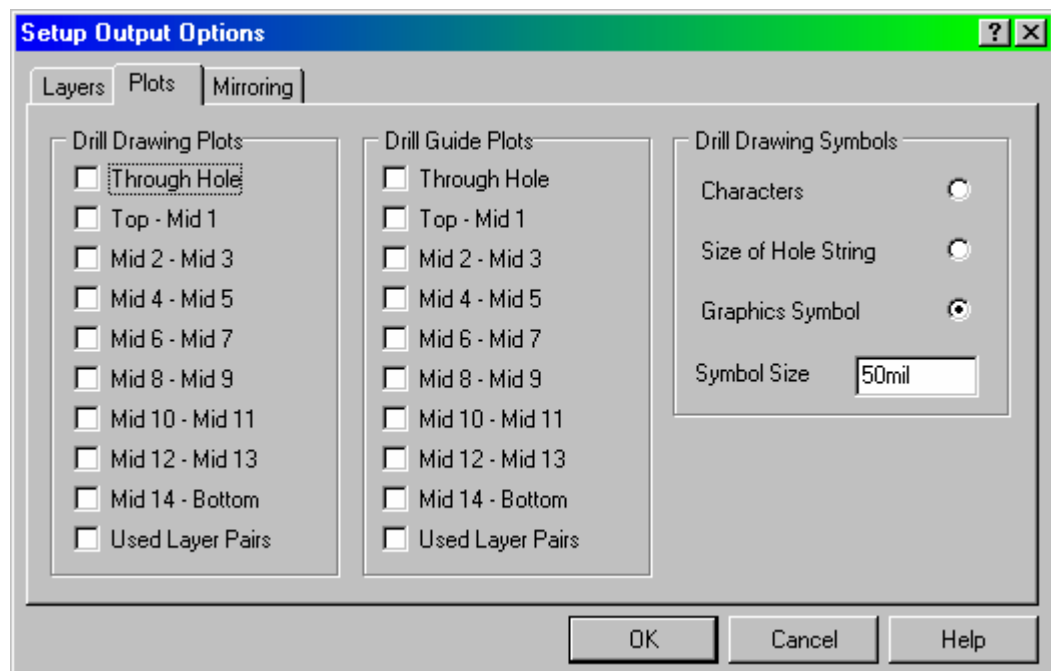 Setup Output Options
Layers
Plots
Mirroring
Drill Drawing Plots
Through Hole
Top - Mid 1
Mid 2 - Mid 3
Mid 4 - Mid 5
Mid 6 - Mid 7
Mid 8 - Mid 9
Mid 10 - Mid 11
Mid 12 - Mid 13
Mid 14 - Bottom
Used Layer Pairs
Drill Guide Plots
Through Hole
Top - Mid 1
Mid 2 - Mid 3
Mid 4 - Mid 5
Mid 6 - Mid 7
Mid 8 - Mid 9
Mid 10 - Mid 11
Mid 12 - Mid 13
Mid 14 - Bottom
Used Layer Pairs
Drill Drawing Symbols
Characters
Size of Hole String
Graphics Symbol
Symbol Size 50mil
OK
Cancel
Help